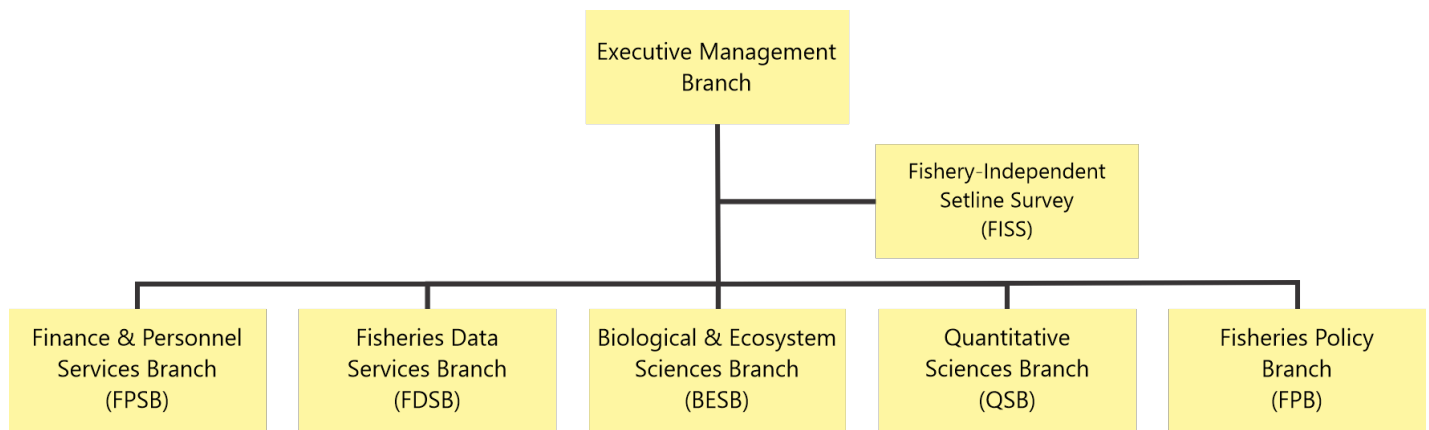 Executive Management
Branch
Fishery-Independent
Setline Survey
(FISS)
Finance & Personnel
Services Branch
(FPSB)
Fisheries Data
Services Branch
(FDSB)
Biological & Ecosystem
Sciences Branch
(BESB)
Quantitative
Sciences Branch
(QSB)
Fisheries Policy
Branch
(FPB)